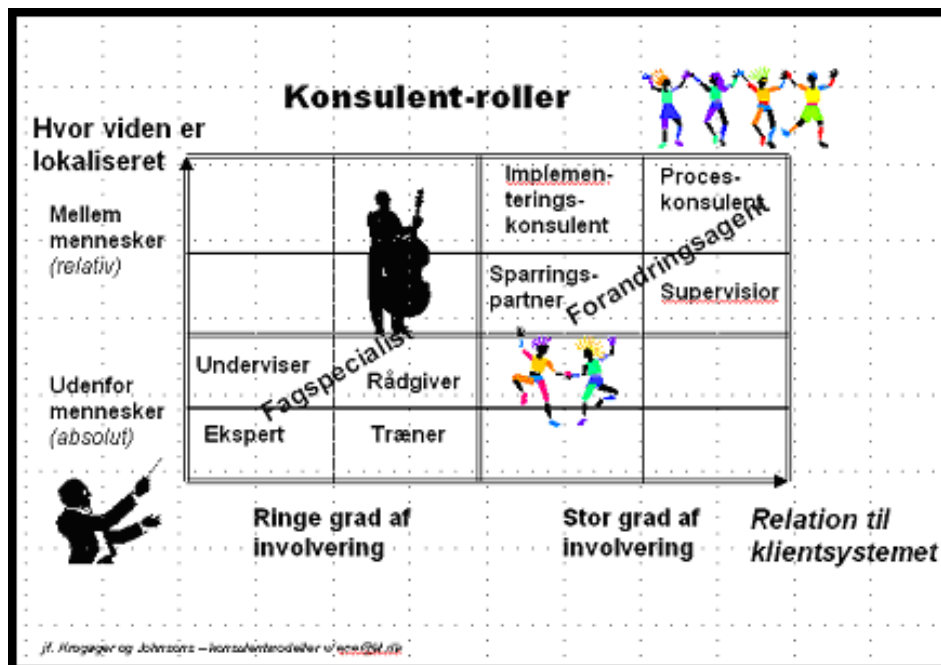 Konsulent-roller
Hvor viden er
lokaliseret
Mellem
mennesker
(relativ)
Implemen-
terings-
konsulent
Proces-
konsulent
Sparrings-
partner
k
Forandringsagent
Supervisior
Underviser
Fagspecialist
Rådgiver
Udenfor
mennesker
(absolut)
Ekspert
Træner
Ringe grad af
involvering
Stor grad af
involvering
Relation til
klientsystemet
jf. og Johnsons – konsulentmodeller